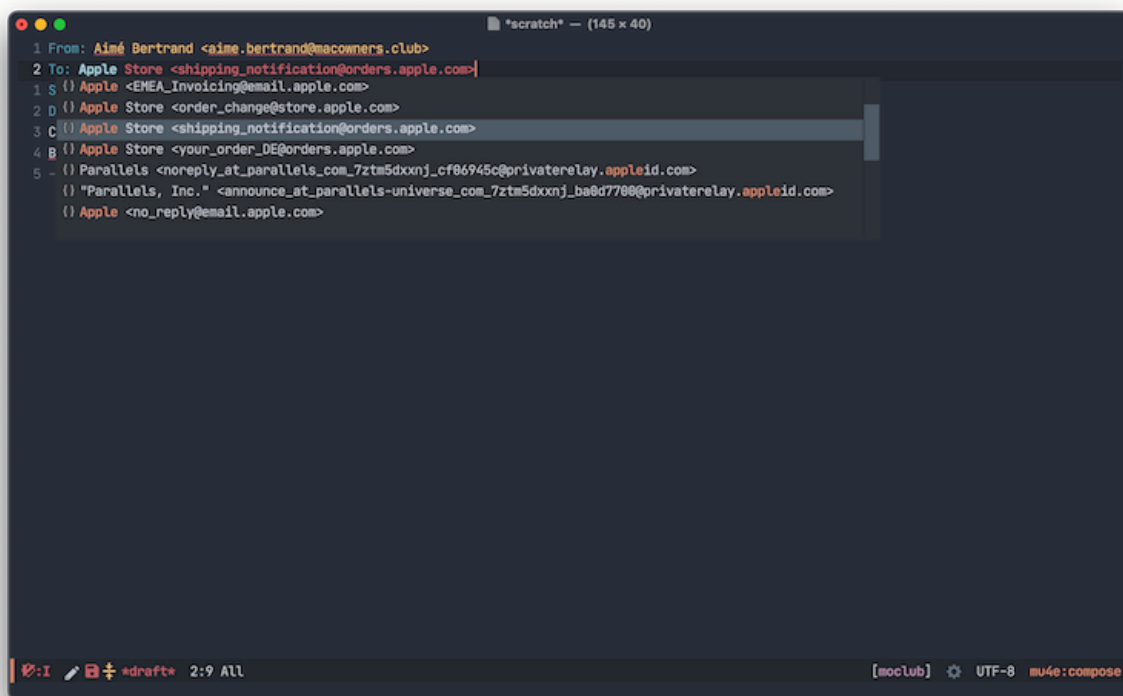 *scratch* — (145 × 40)
1 From: Aimé Bertrand <aime.bertrand@macowners.club>
2 To: Apple Store <shipping_notification@orders.apple.com>
1 S () Apple <EMEA_Invoicing@email.apple.com>
2 D () Apple Store <order_change@store.apple.com>
3 C () Apple Store <shipping_notification@orders.apple.com>
4 B () Apple Store <your_order_DE@orders.apple.com>
5 - () Parallels <noreply_at_parallels_com_7ztm5dxxnj_cf06945c@privaterelay.appleid.com>
() "Parallels, Inc." <announce_at_parallels-universe_com_7ztm5dxxnj_ba0d7700@privaterelay.appleid.com>
() Apple <no_reply@email.apple.com>
:I *draft* 2:9 All [moclub] UTF-8 mu4e:compose